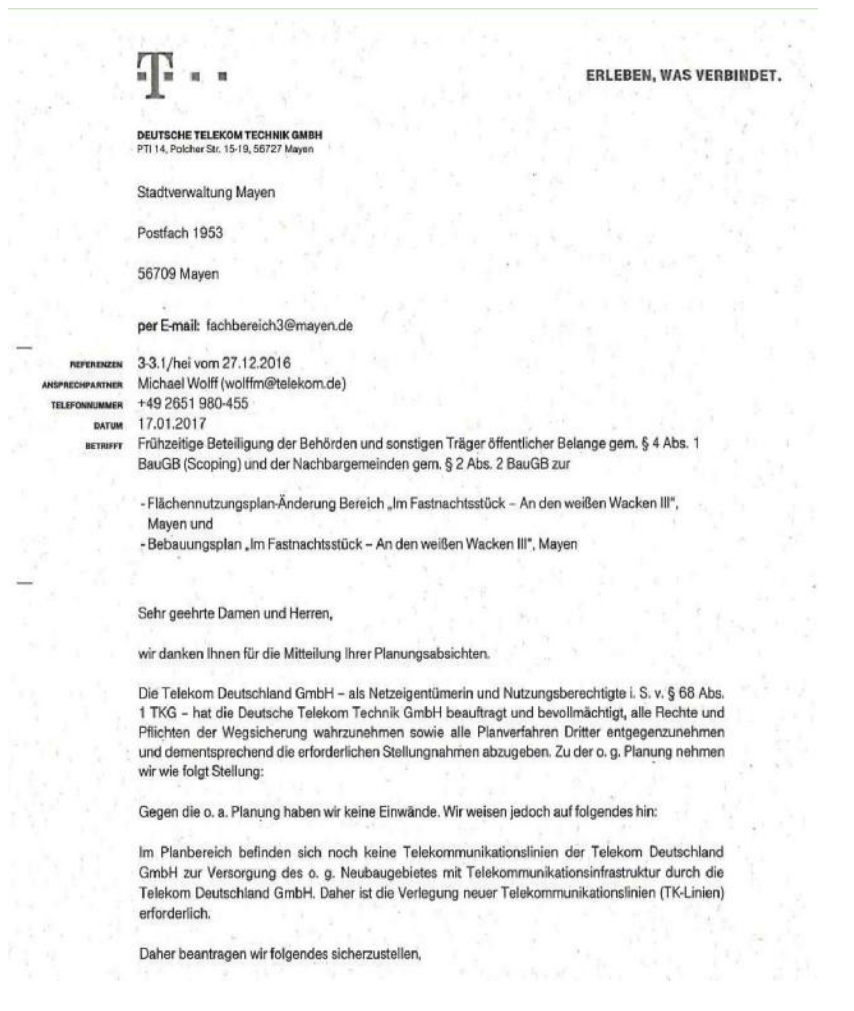 T
ERLEBEN, WAS VERBINDET.
DEUTSCHE TELEKOM TECHNIK GMBH
PTI 14, Polcher Str. 15-19, 56727 Mayen
Stadtverwaltung Mayen
Postfach 1953
56709 Mayen
per E-mail: fachbereich3@mayen.de
REFERENZEN 3-3.1/hei vom 27.12.2016
ANSPRECHPARTNER Michael Wolff (wolffm@telekom.de)
TELEFONNUMMER +49 2651 980-455
DATUM 17.01.2017
BETRIFFT Frühzeitige Beteiligung der Behörden und sonstigen Träger öffentlicher Belange gem. § 4 Abs. 1
BauGB (Scoping) und der Nachbargemeinden gem. § 2 Abs. 2 BauGB zur
- Flächennutzungsplan-Änderung Bereich „Im Fastnachtsstück – An den weißen Wacken III",
Mayen und
- Bebauungsplan „Im Fastnachtsstück – An den weißen Wacken III", Mayen
Sehr geehrte Damen und Herren,
wir danken Ihnen für die Mitteilung Ihrer Planungsabsichten.
Die Telekom Deutschland GmbH – als Netzeigentümerin und Nutzungsberechtigte i. S. v. § 68 Abs.
1 TKG – hat die Deutsche Telekom Technik GmbH beauftragt und bevollmächtigt, alle Rechte und
Pflichten der Wegsicherung wahrzunehmen sowie alle Planverfahren Dritter entgegenzunehmen
und dementsprechend die erforderlichen Stellungnahmen abzugeben. Zu der o. g. Planung nehmen
wir wie folgt Stellung:
Gegen die o. a. Planung haben wir keine Einwände. Wir weisen jedoch auf folgendes hin:
Im Planbereich befinden sich noch keine Telekommunikationslinien der Telekom Deutschland
GmbH zur Versorgung des o. g. Neubaugebietes mit Telekommunikationsinfrastruktur durch die
Telekom Deutschland GmbH. Daher ist die Verlegung neuer Telekommunikationslinien (TK-Linien)
erforderlich.
Daher beantragen wir folgendes sicherzustellen,